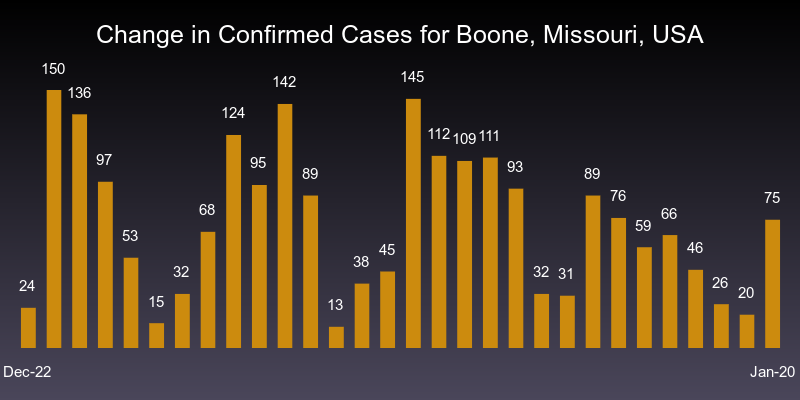 Change in Confirmed Cases for Boone, Missouri, USA
24 150 136 97 53 15 32 68 124 95 142 89 13 38 45 145 112 109 111 93 32 31 89 76 59 66 46 26 20 75
Dec-22 Jan-20